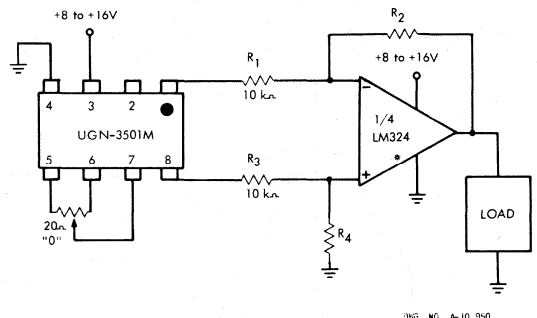 +8 to +16V
R2
R1
+8 to +16V
4 3 2
10 kΩ
−
1/4
LM324
*
UGN-3501M
5 6 7 8
R3
+
10 kΩ
LOAD
20Ω
"0"
R4
DWG. NO. A-10,950